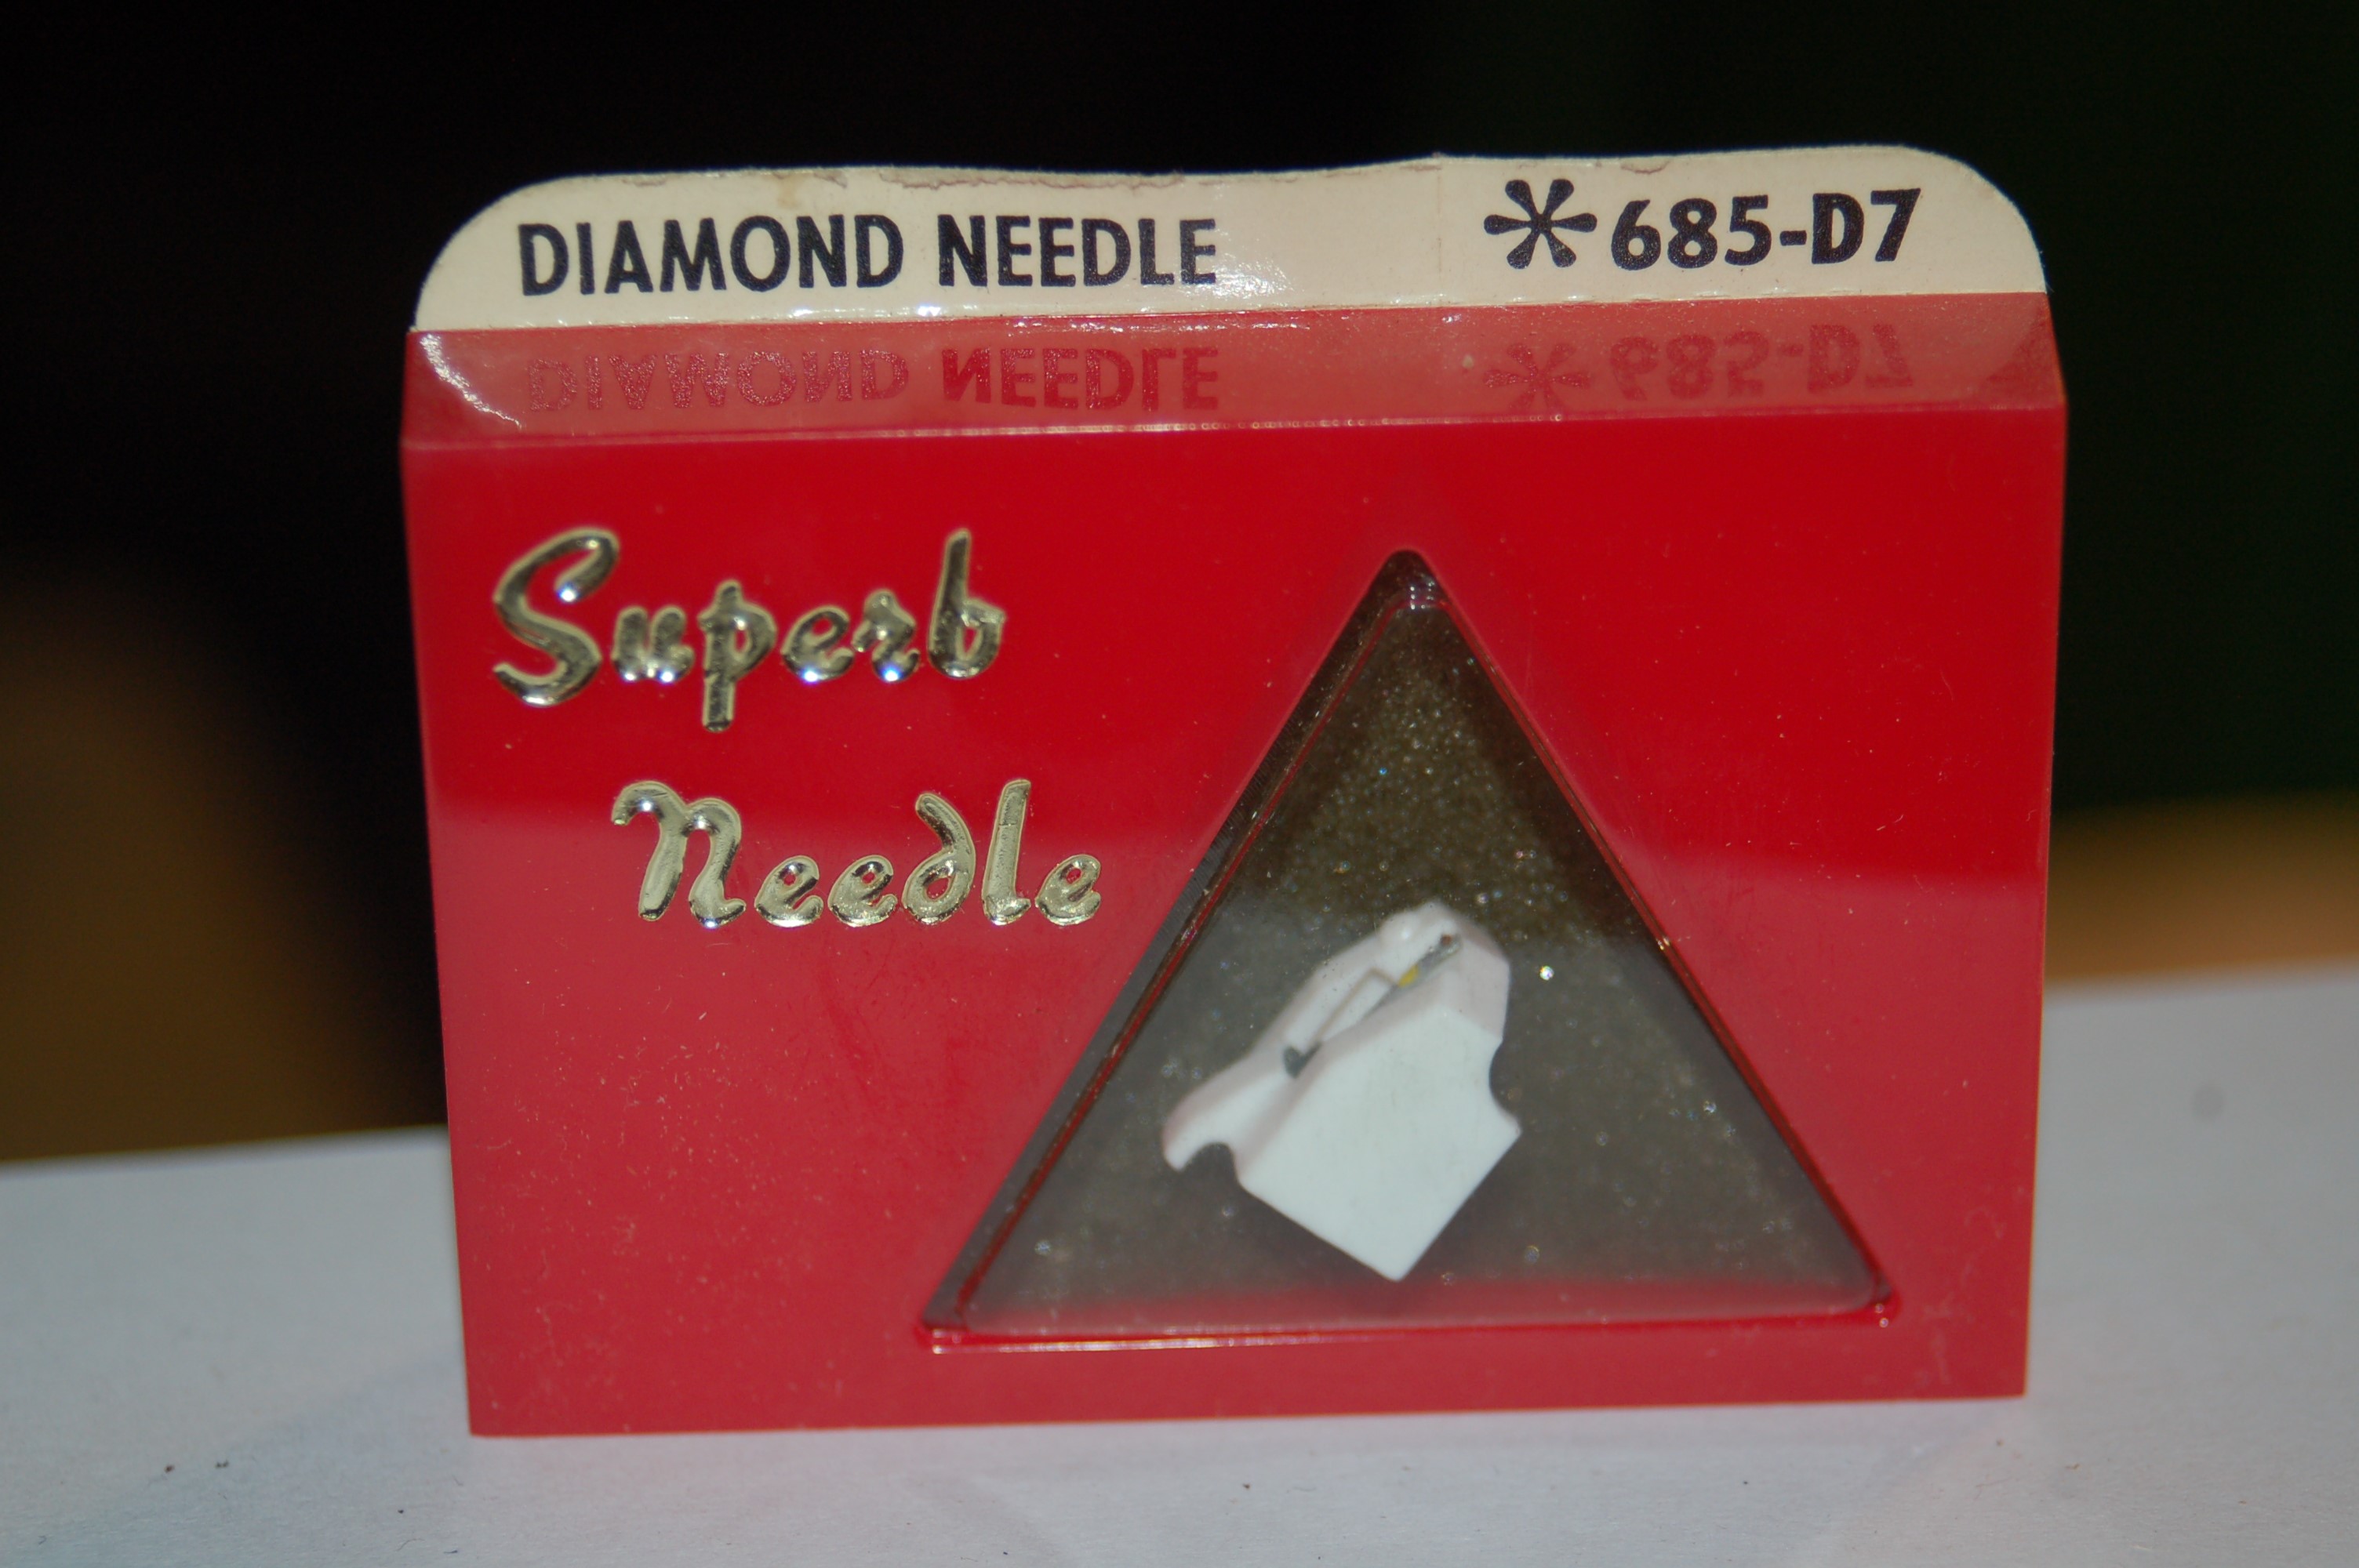 DIAMOND NEEDLE *685-D7
Superb
Needle